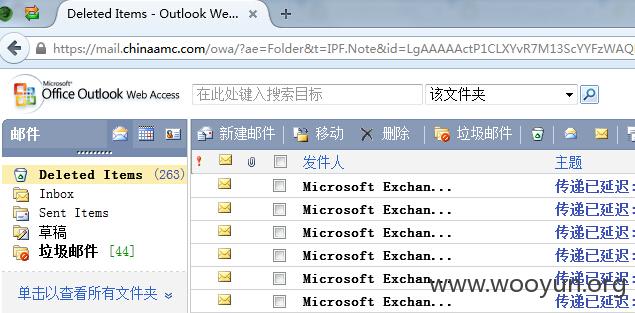 Deleted Items - Outlook We...
https://mail.chinaamc.com/owa/?ae=Folder&t=IPF.Note&id=LgAAAAActP1CLXYvR7M13ScYYFzWAQ
Microsoft®
Office Outlook Web Access
在此处键入搜索目标
该文件夹
邮件
新建邮件 移动 删除 垃圾邮件
发件人 主题
Deleted Items (263)
Inbox
Sent Items
草稿
垃圾邮件 [44]
单击以查看所有文件夹
Microsoft Exchan... 传递已延迟:
Microsoft Exchan... 传递已延迟:
Microsoft Exchan... 传递已延迟:
Microsoft Exchan... 传递已延迟:
Microsoft Exchan... 传递已延迟:
Microsoft Exchan... 传递已延迟:
www.wooyun.org